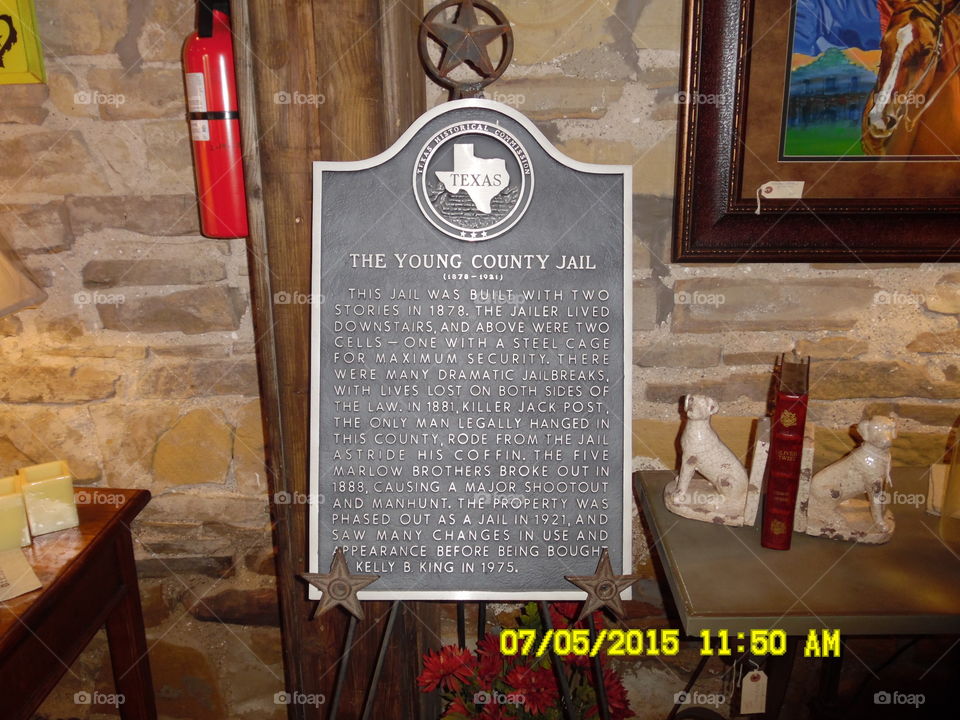 TEXAS HISTORICAL COMMISSION
TEXAS
THE YOUNG COUNTY JAIL
(1878-1921)
THIS JAIL WAS BUILT WITH TWO
STORIES IN 1878. THE JAILER LIVED
DOWNSTAIRS, AND ABOVE WERE TWO
CELLS — ONE WITH A STEEL CAGE
FOR MAXIMUM SECURITY. THERE
WERE MANY DRAMATIC JAILBREAKS,
WITH LIVES LOST ON BOTH SIDES OF
THE LAW. IN 1881, KILLER JACK POST,
THE ONLY MAN LEGALLY HANGED IN
THIS COUNTY, RODE FROM THE JAIL
ASTRIDE HIS COFFIN. THE FIVE
MARLOW BROTHERS BROKE OUT IN
1888, CAUSING A MAJOR SHOOTOUT
AND MANHUNT. THE PROPERTY WAS
PHASED OUT AS A JAIL IN 1921, AND
SAW MANY CHANGES IN USE AND
APPEARANCE BEFORE BEING BOUGHT
KELLY B KING IN 1975.
OLIVER
TWIST
07/05/2015 11:50 AM
foap